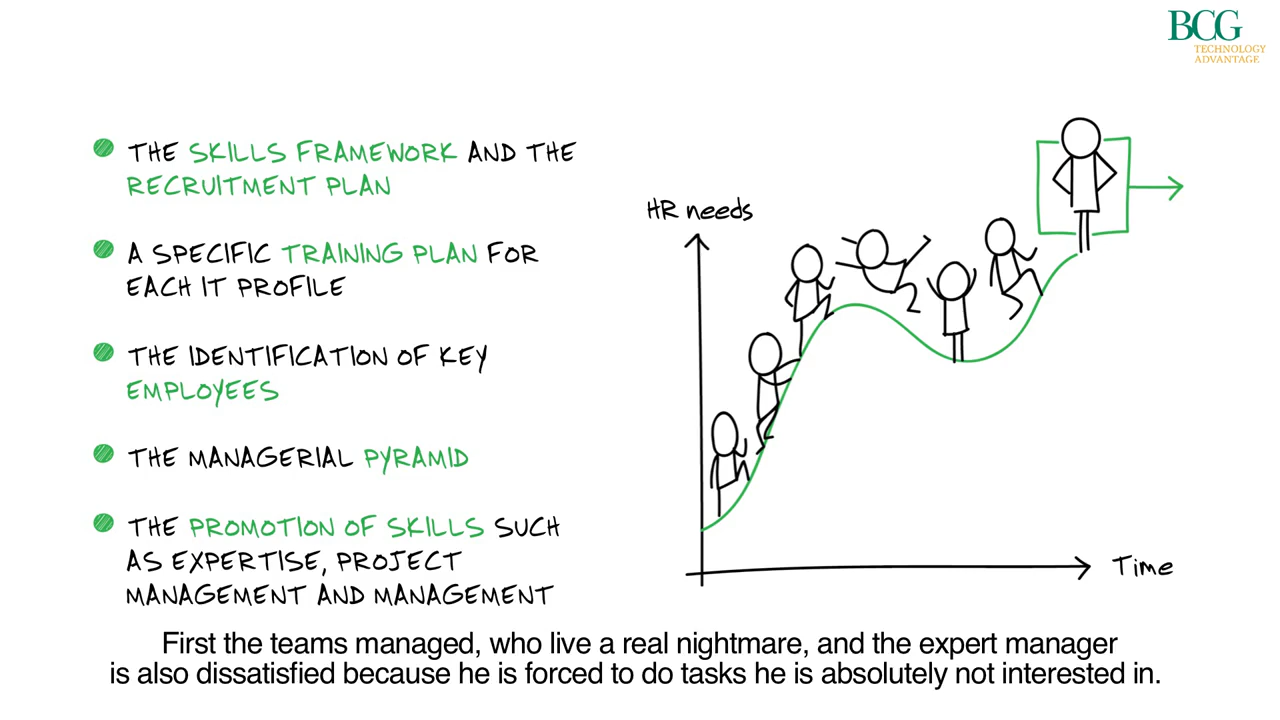 BCG
TECHNOLOGY
ADVANTAGE
THE SKILLS FRAMEWORK AND THE
RECRUITMENT PLAN
A SPECIFIC TRAINING PLAN FOR
EACH IT PROFILE
THE IDENTIFICATION OF KEY
EMPLOYEES
THE MANAGERIAL PYRAMID
THE PROMOTION OF SKILLS SUCH
AS EXPERTISE, PROJECT
MANAGEMENT AND MANAGEMENT
HR needs
Time
First the teams managed, who live a real nightmare, and the expert manager
is also dissatisfied because he is forced to do tasks he is absolutely not interested in.